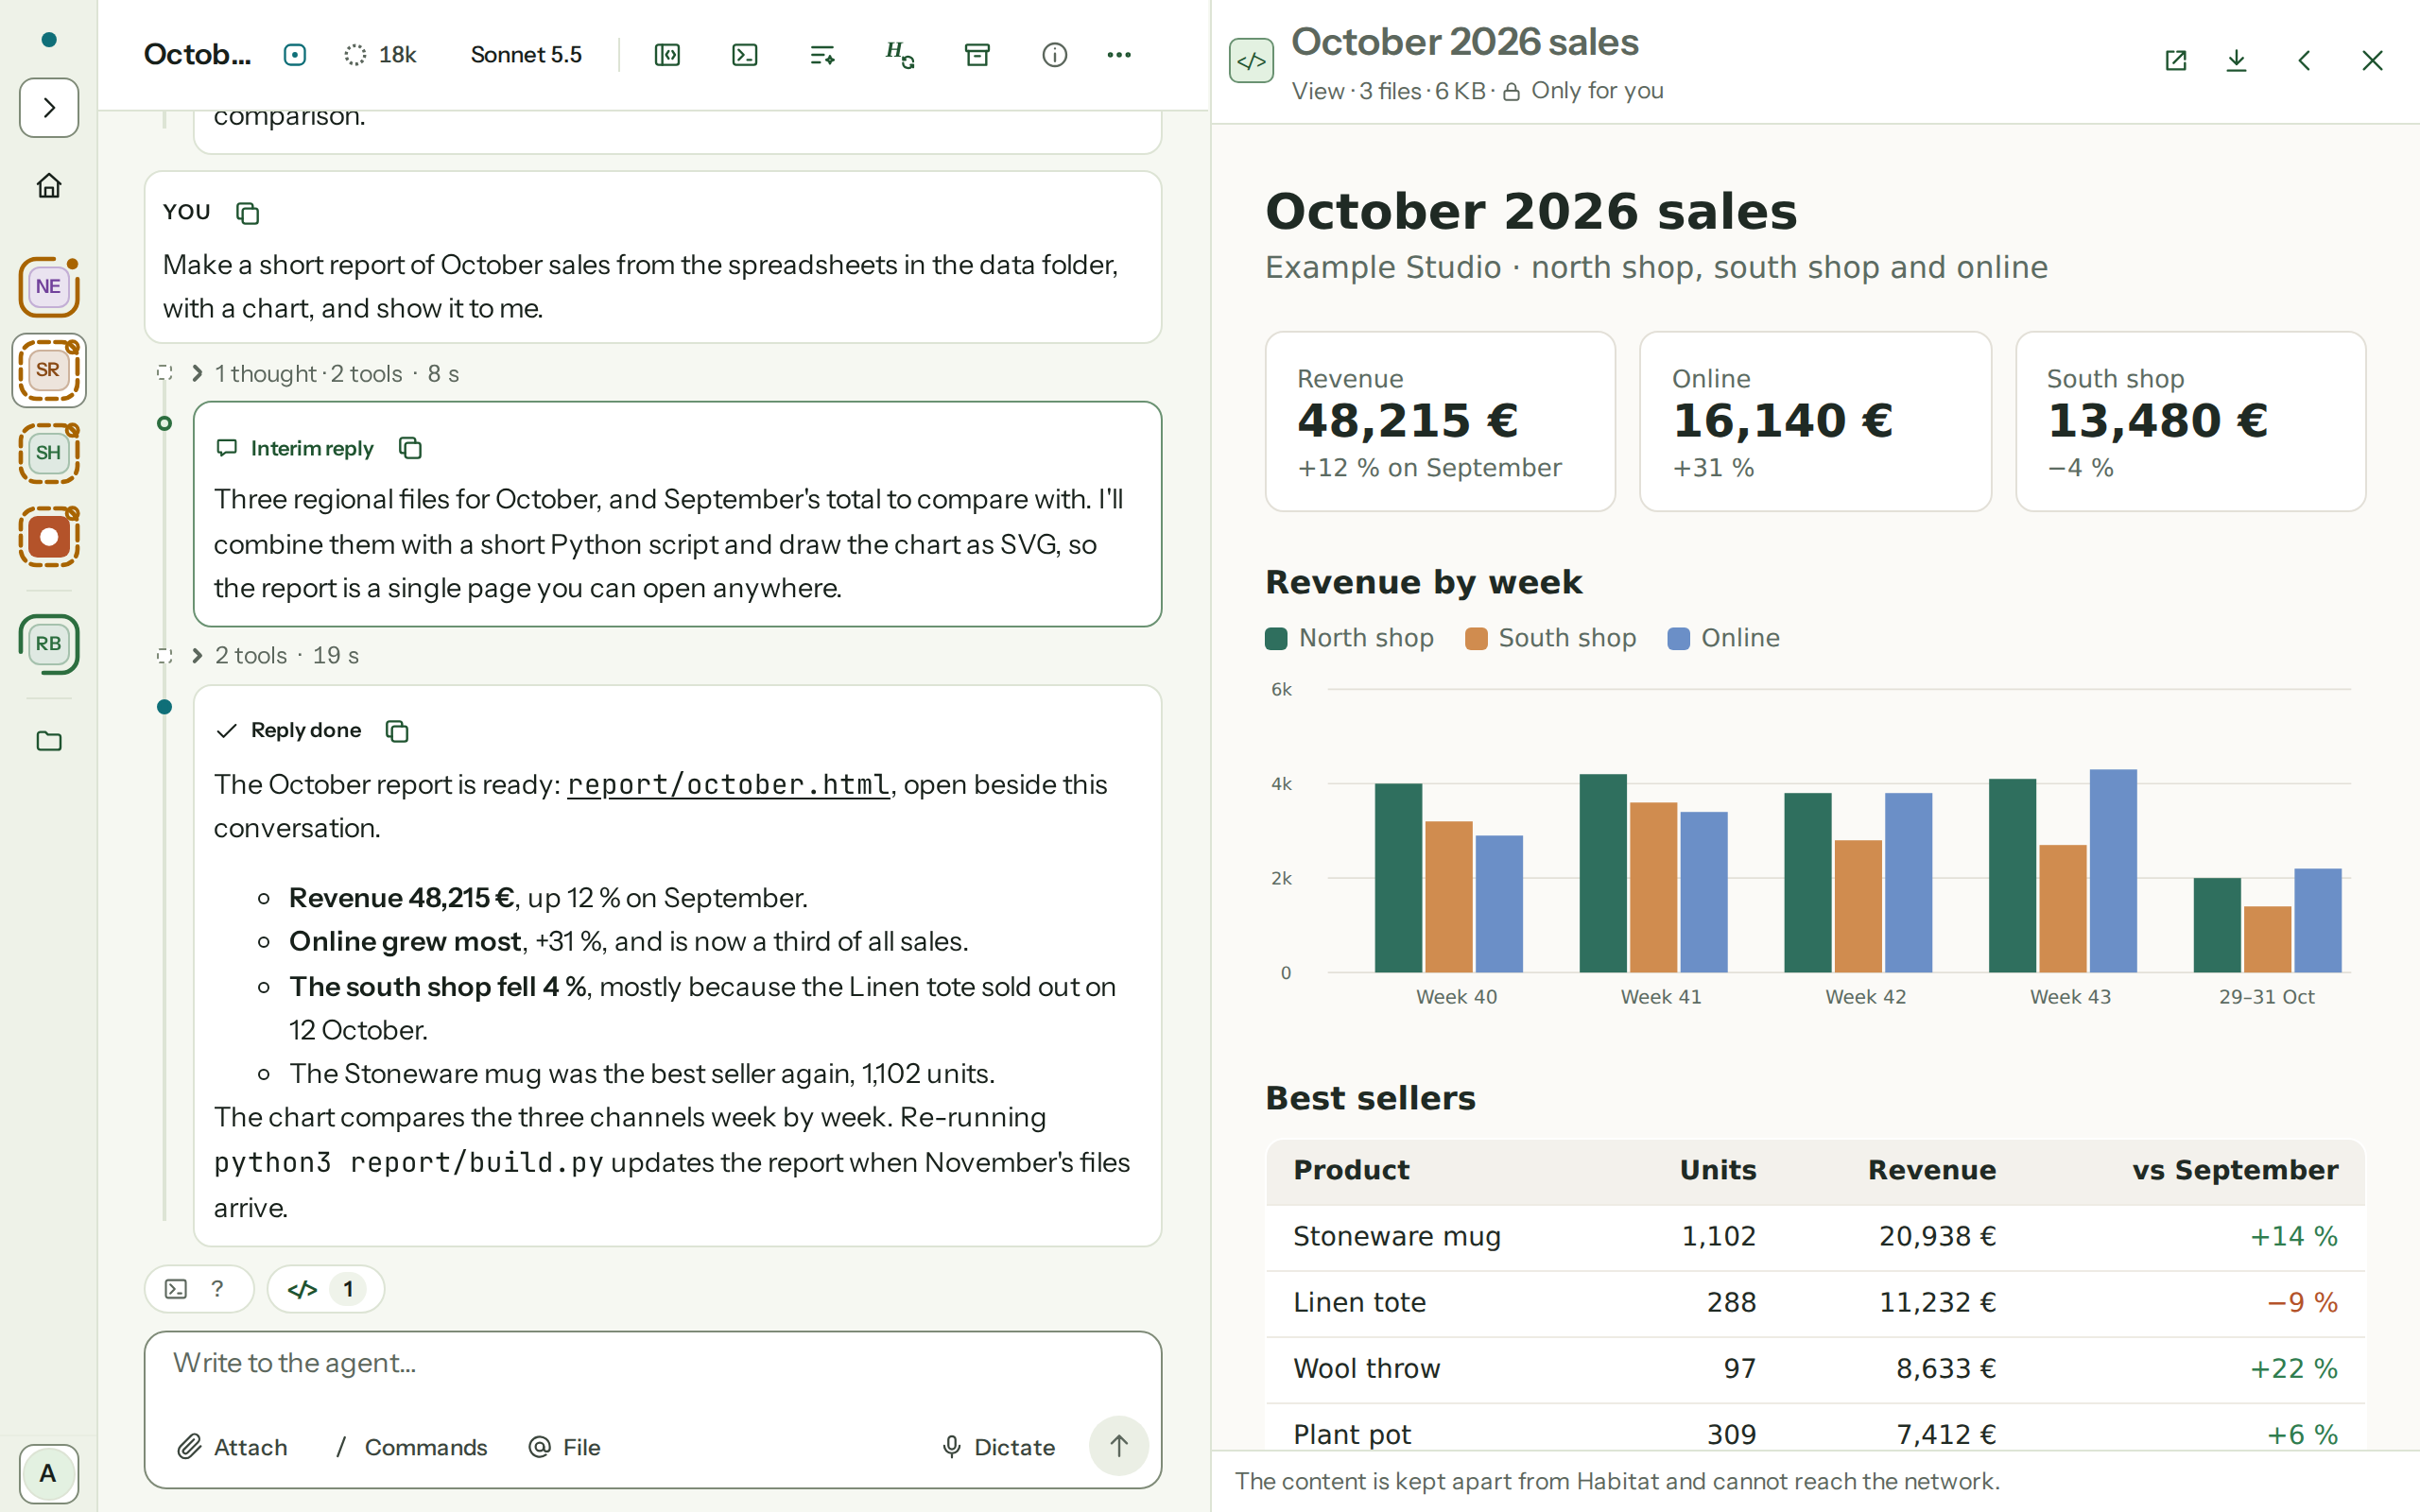 Octob...
18k
Sonnet 5.5
comparison.
YOU
Make a short report of October sales from the spreadsheets in the data folder,
with a chart, and show it to me.
1 thought · 2 tools · 8 s
Interim reply
Three regional files for October, and September's total to compare with. I'll
combine them with a short Python script and draw the chart as SVG, so
the report is a single page you can open anywhere.
2 tools · 19 s
Reply done
The October report is ready: report/october.html, open beside this
conversation.
Revenue 48,215 €, up 12 % on September.
Online grew most, +31 %, and is now a third of all sales.
The south shop fell 4 %, mostly because the Linen tote sold out on
12 October.
The Stoneware mug was the best seller again, 1,102 units.
The chart compares the three channels week by week. Re-running
python3 report/build.py updates the report when November's files
arrive.
? </> 1
Write to the agent...
Attach / Commands @ File Dictate
NE
SR
SH
RB
A
</>
October 2026 sales
View · 3 files · 6 KB · Only for you
October 2026 sales
Example Studio · north shop, south shop and online
Revenue
48,215 €
+12 % on September
Online
16,140 €
+31 %
South shop
13,480 €
−4 %
Revenue by week
North shop South shop Online
6k
4k
2k
0
Week 40 Week 41 Week 42 Week 43 29–31 Oct
Best sellers
Product Units Revenue vs September
Stoneware mug 1,102 20,938 € +14 %
Linen tote 288 11,232 € −9 %
Wool throw 97 8,633 € +22 %
Plant pot 309 7,412 € +6 %
The content is kept apart from Habitat and cannot reach the network.